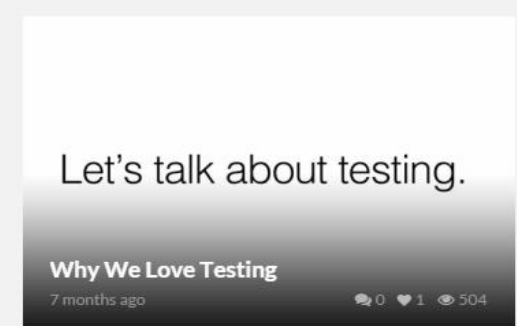 Let's talk about testing.
Why We Love Testing
7 months ago 0 1 504